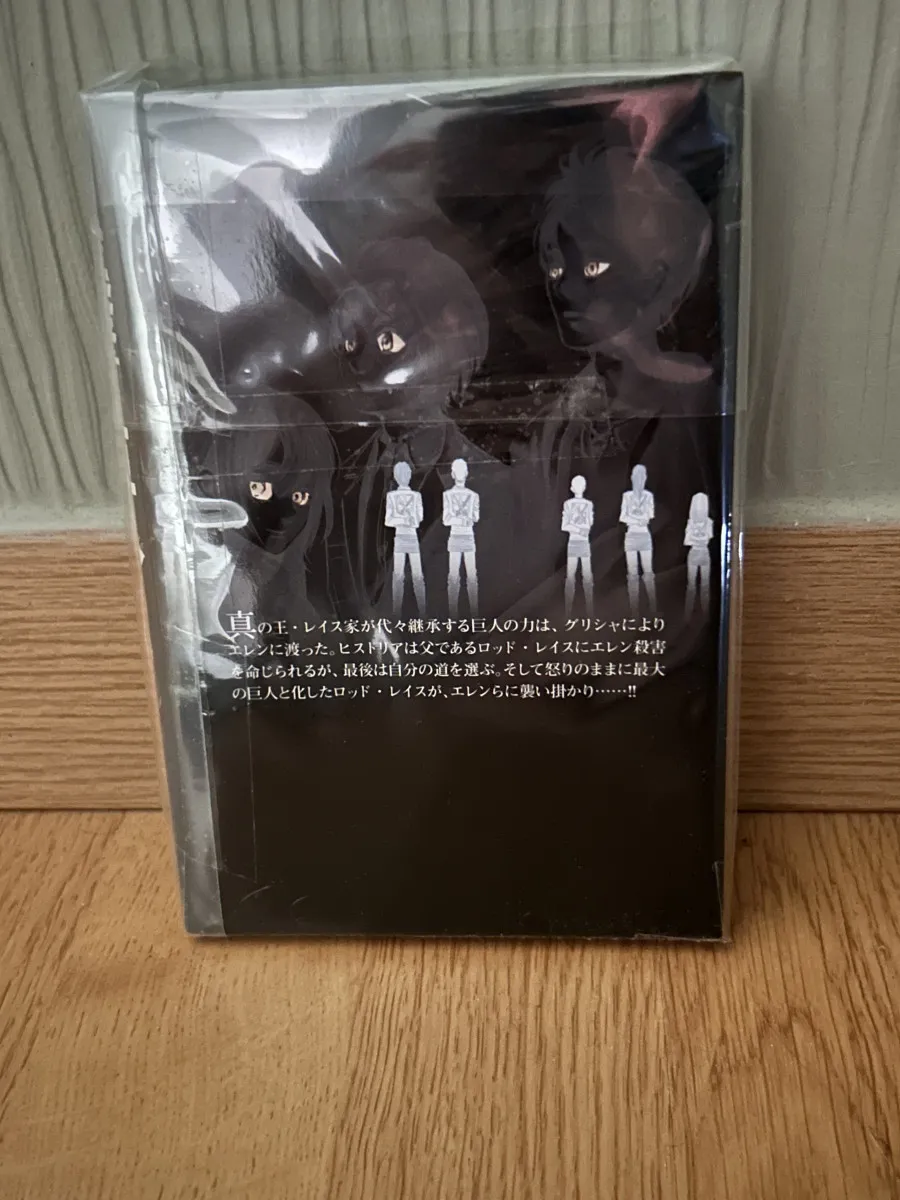 真の王・レイス家が代々継承する巨人の力は、グリシャにより
エレンに渡った。ヒストリアは父であるロッド・レイスにエレン殺害
を命じられるが、最後は自分の道を選ぶ。そして怒りのままに最大
の巨人と化したロッド・レイスが、エレンらに襲い掛かり……!!